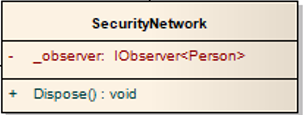 SecurityNetwork
- _observer: IObserver<Person>
+ Dispose() : void